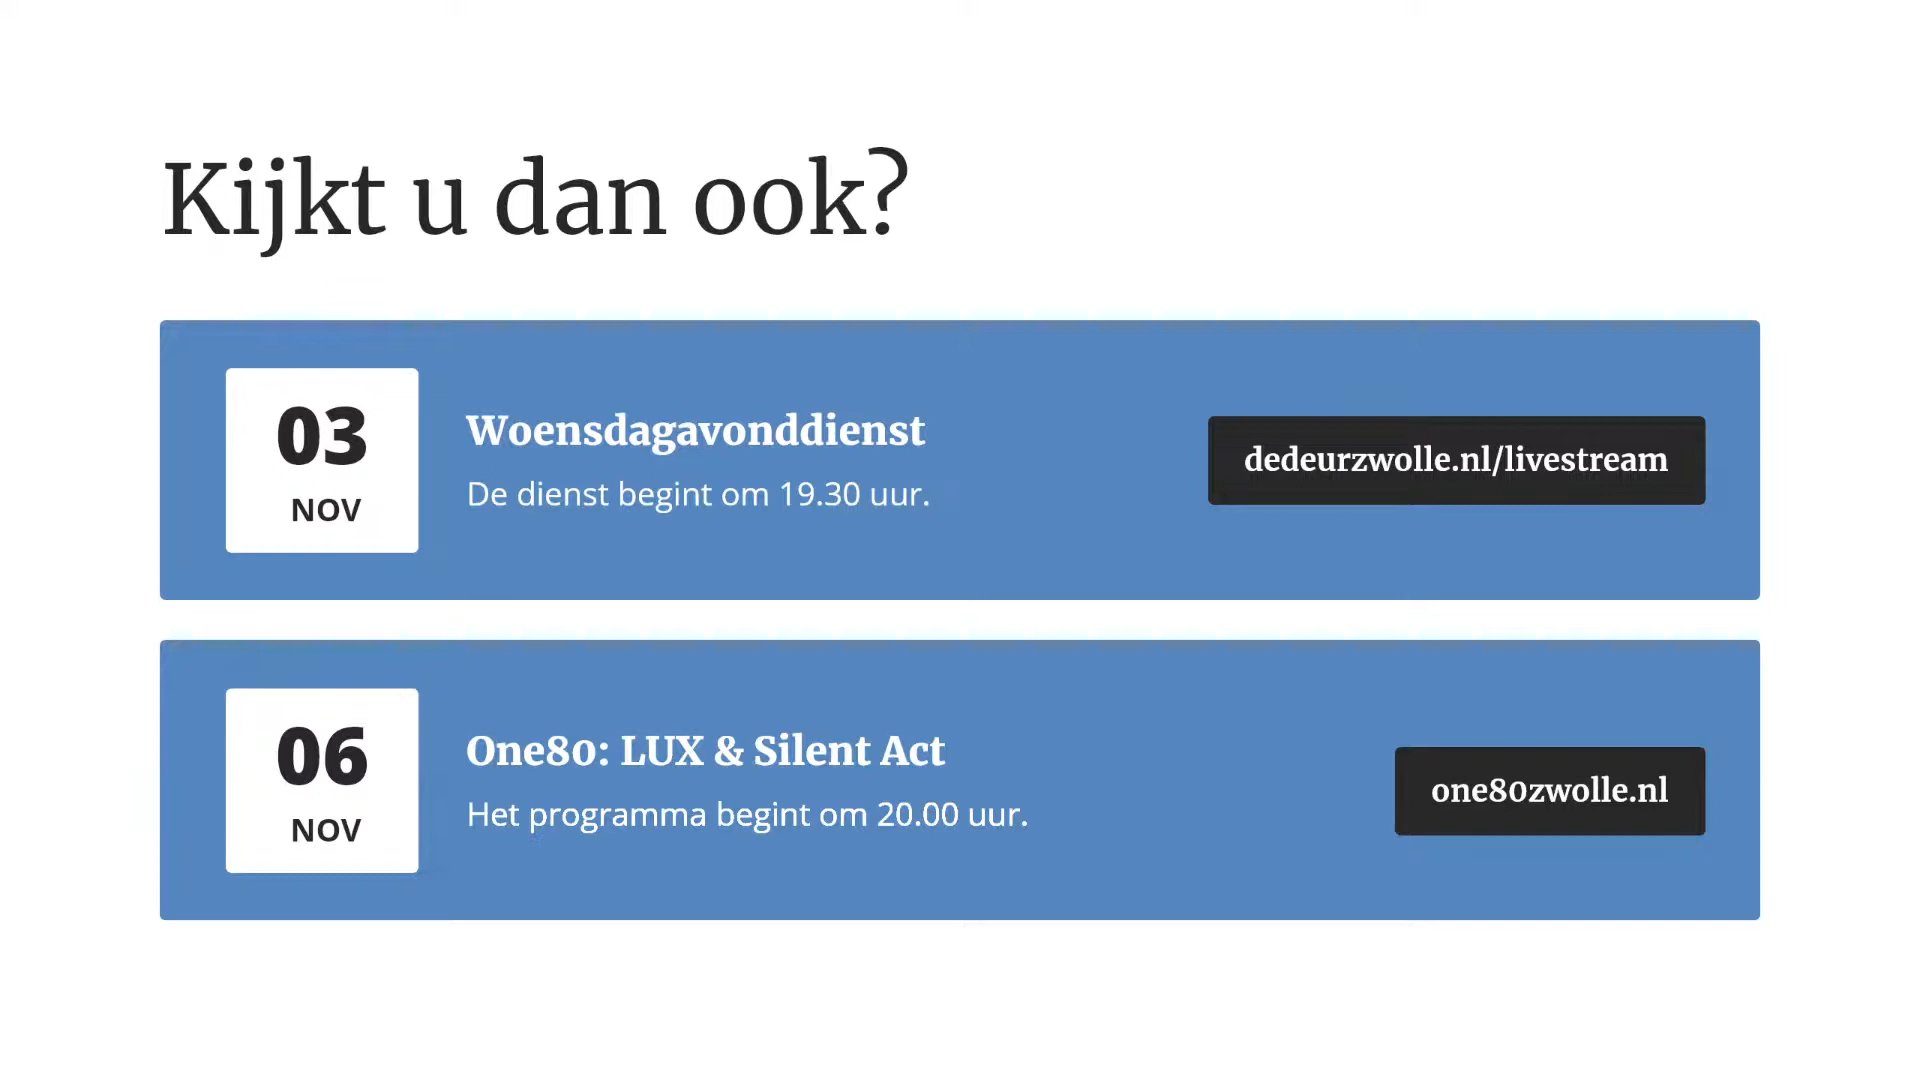 Kijkt u dan ook?
03
NOV
Woensdagavonddienst
De dienst begint om 19.30 uur.
dedeurzwolle.nl/livestream
06
NOV
One80: LUX & Silent Act
Het programma begint om 20.00 uur.
one80zwolle.nl